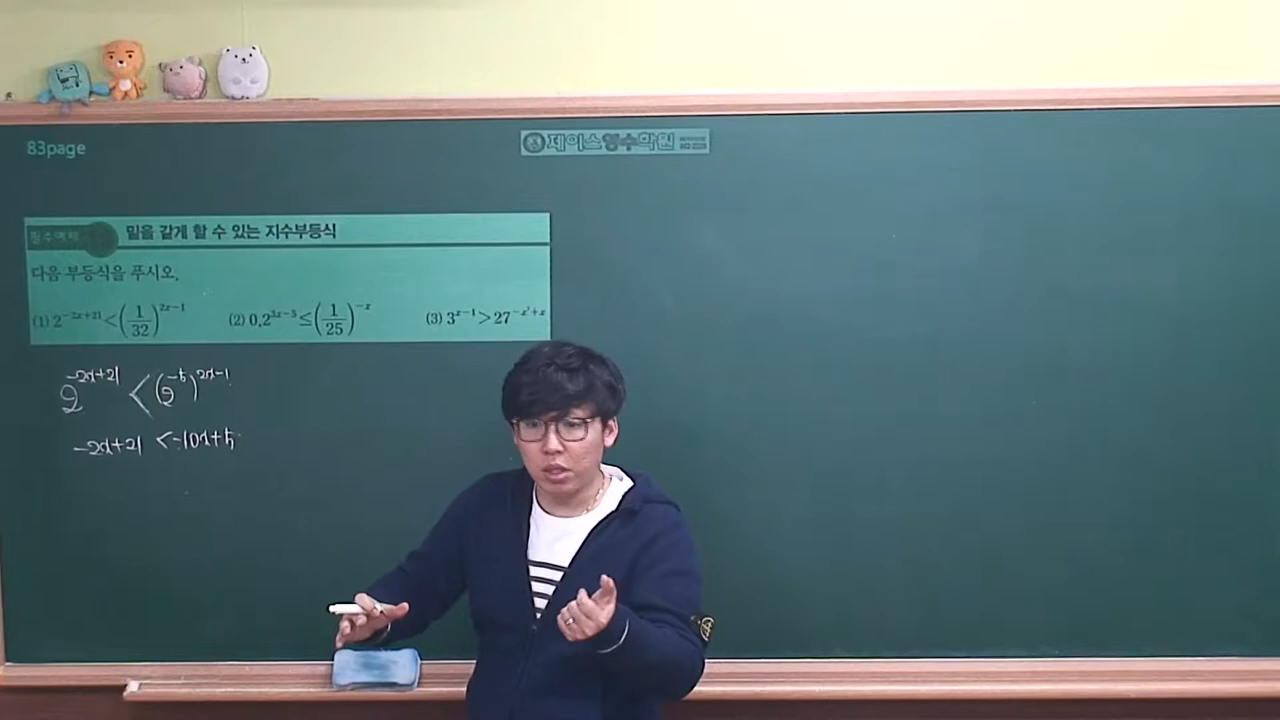 83page
제이스영수학원
필수예제 밑을 같게 할 수 있는 지수부등식
다음 부등식을 푸시오.
(1) 2^{-2x+21}<(1/32)^{2x-1} (2) 0.2^{3x-5}≤(1/25)^{-x} (3) 3^{x-1}>27^{-x^2+x}
2^{-2x+21} < (2^{-5})^{2x-1}
-2x+21 < -10x+5